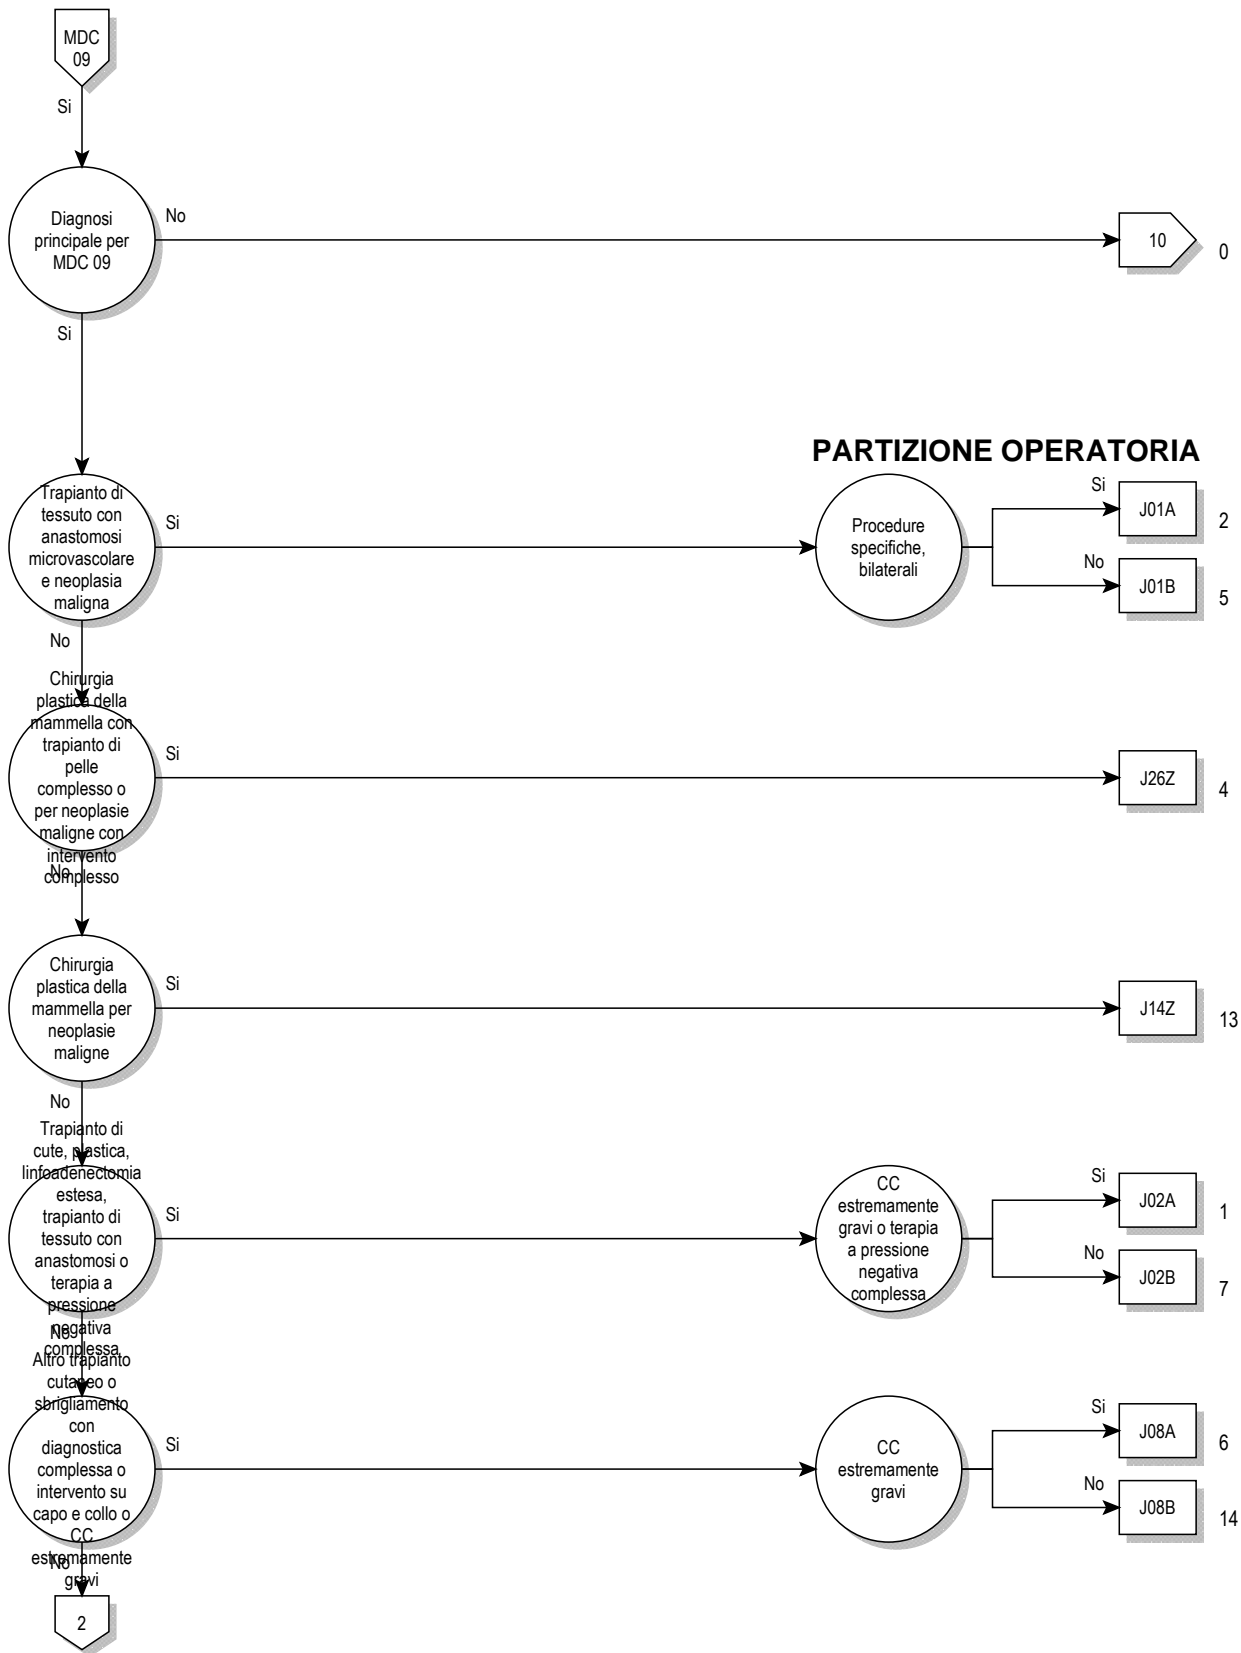 MDC
09
Si
Diagnosi
principale per
MDC 09
No
10
0
Si
PARTIZIONE OPERATORIA
Trapianto di
tessuto con
anastomosi
microvascolare
e neoplasia
maligna
Si
Procedure
specifiche,
bilaterali
Si
J01A
2
No
J01B
5
No
Chirurgia
plastica della
mammella con
trapianto di
pelle
complesso o
per neoplasie
maligne con
intervento
complesso
Si
J26Z
4
No
Chirurgia
plastica della
mammella per
neoplasie
maligne
Si
J14Z
13
No
Trapianto di
cute, plastica,
linfoadenectomia
estesa,
trapianto di
tessuto con
anastomosi o
terapia a
pressione
negativa
complessa
Si
CC
estremamente
gravi o terapia
a pressione
negativa
complessa
Si
J02A
1
No
J02B
7
No
Altro trapianto
cutaneo o
sbrigliamento
con
diagnostica
complessa o
intervento su
capo e collo o
CC
estremamente
gravi
Si
CC
estremamente
gravi
Si
J08A
6
No
J08B
14
No
2